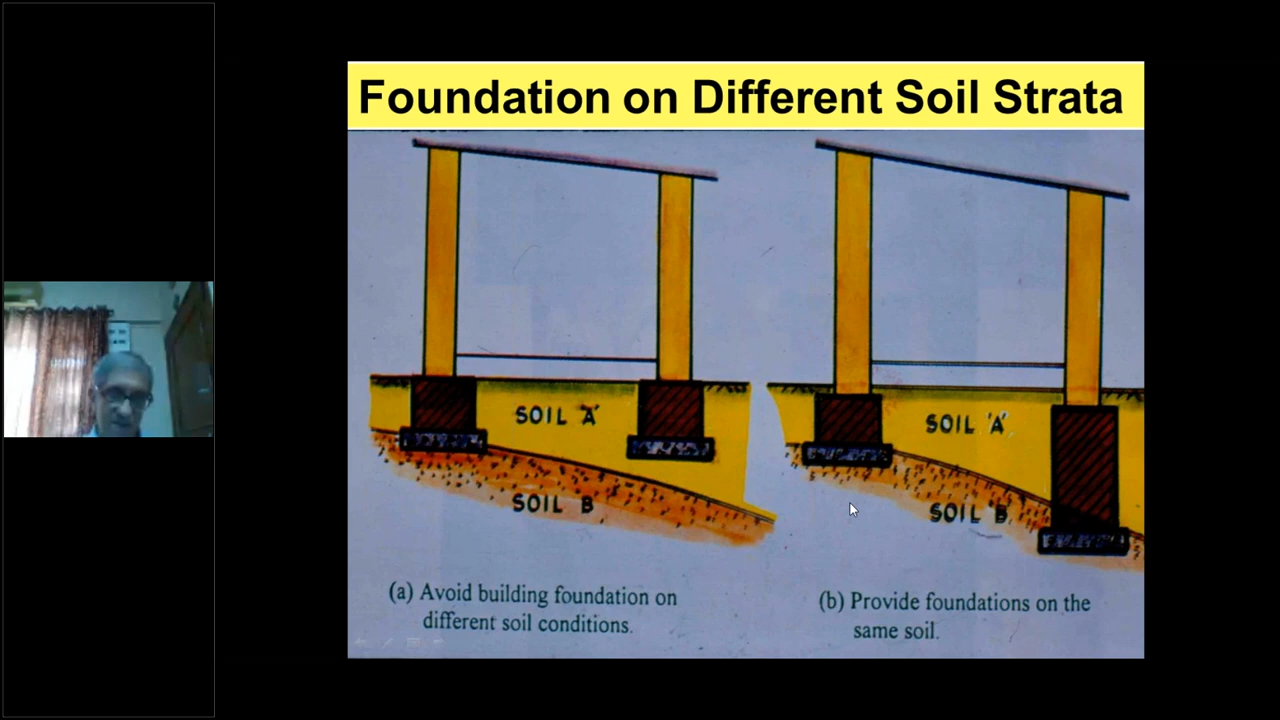 Foundation on Different Soil Strata
SOIL 'A'
SOIL B
SOIL 'A'
SOIL B
(a) Avoid building foundation on
different soil conditions.
(b) Provide foundations on the
same soil.